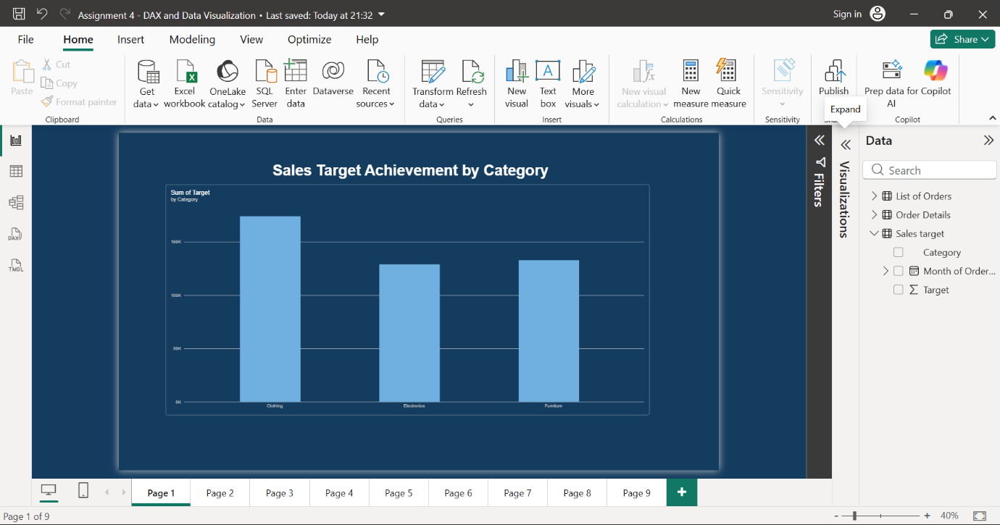 Assignment 4 - DAX and Data Visualization • Last saved: Today at 21:32
Sign in
File Home Insert Modeling View Optimize Help
Share
Paste
Cut
Copy
Format painter
Clipboard
Get data
Excel workbook
OneLake catalog
SQL Server
Enter data
Dataverse
Recent sources
Data
Transform data
Refresh
Queries
New visual
Text box
More visuals
Insert
New visual calculation
New measure
Quick measure
Calculations
Sensitivity
Sensitivity
Publish
Expand
Prep data for AI
Copilot
Copilot
DAX
TMDL
Sales Target Achievement by Category
Sum of Target
by Category
150K
100K
50K
0K
Clothing
Electronics
Furniture
Filters
Visualizations
Data
Search
List of Orders
Order Details
Sales target
Category
Month of Order...
Target
Page 1 Page 2 Page 3 Page 4 Page 5 Page 6 Page 7 Page 8 Page 9
Page 1 of 9
40%